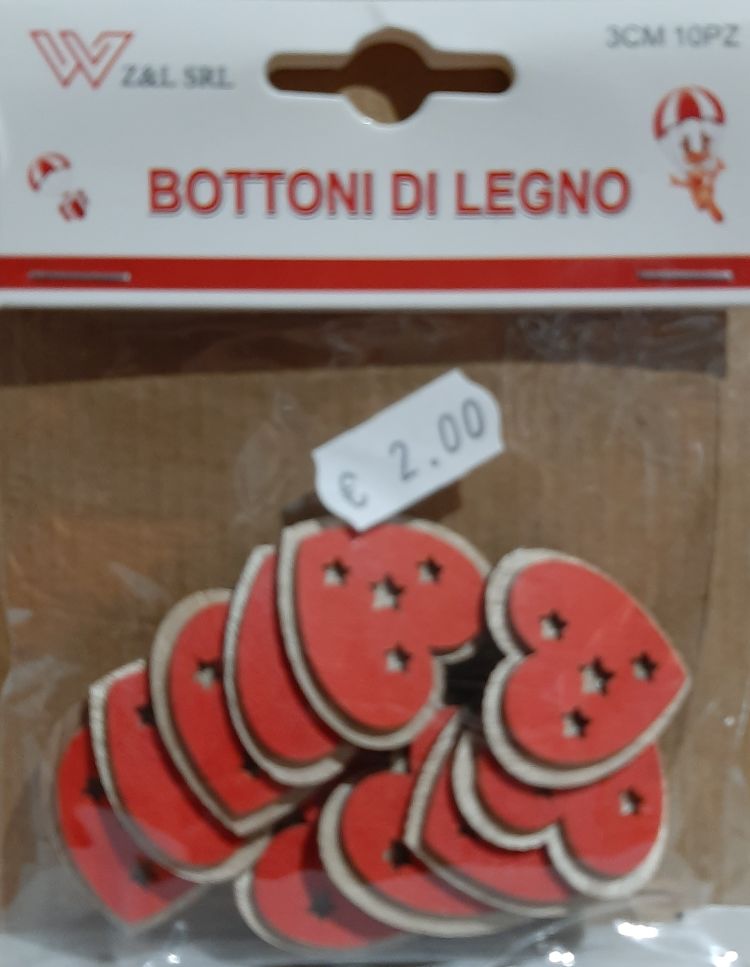 W Z&L SRL
3CM 10PZ
BOTTONI DI LEGNO
€ 2.00